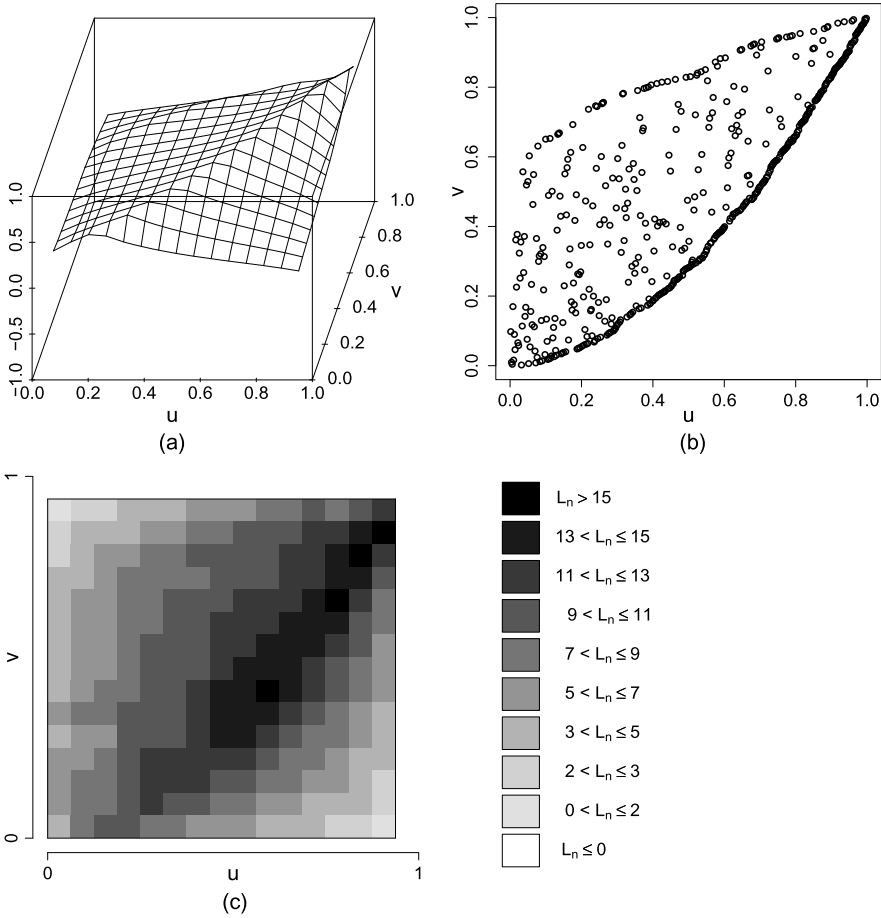 1.0
0.5
0.0
−0.5
−1.0
0.0 0.2 0.4 0.6 0.8 1.0
u
0.0
0.2
0.4
0.6
0.8
1.0
v
(a)
1.0
0.8
0.6
0.4
0.2
0.0
v
0.0 0.2 0.4 0.6 0.8 1.0
u
(b)
1
v
0
0 1
u
(c)
Lₙ > 15
13 < Lₙ ≤ 15
11 < Lₙ ≤ 13
9 < Lₙ ≤ 11
7 < Lₙ ≤ 9
5 < Lₙ ≤ 7
3 < Lₙ ≤ 5
2 < Lₙ ≤ 3
0 < Lₙ ≤ 2
Lₙ ≤ 0